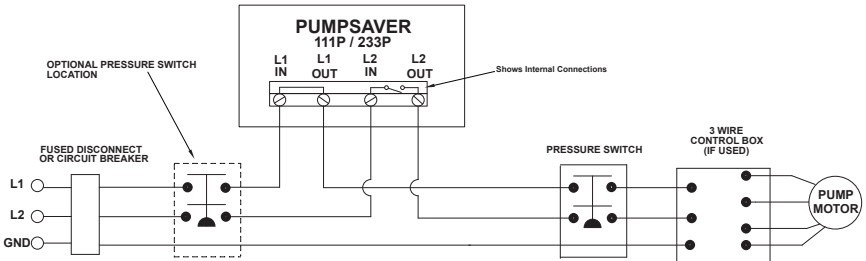 PUMPSAVER
111P / 233P
L1 L1 L2 L2
IN OUT IN OUT
OPTIONAL PRESSURE SWITCH
LOCATION
Shows Internal Connections
FUSED DISCONNECT
OR CIRCUIT BREAKER
PRESSURE SWITCH
3 WIRE
CONTROL BOX
(IF USED)
L1
L2
GND
PUMP
MOTOR